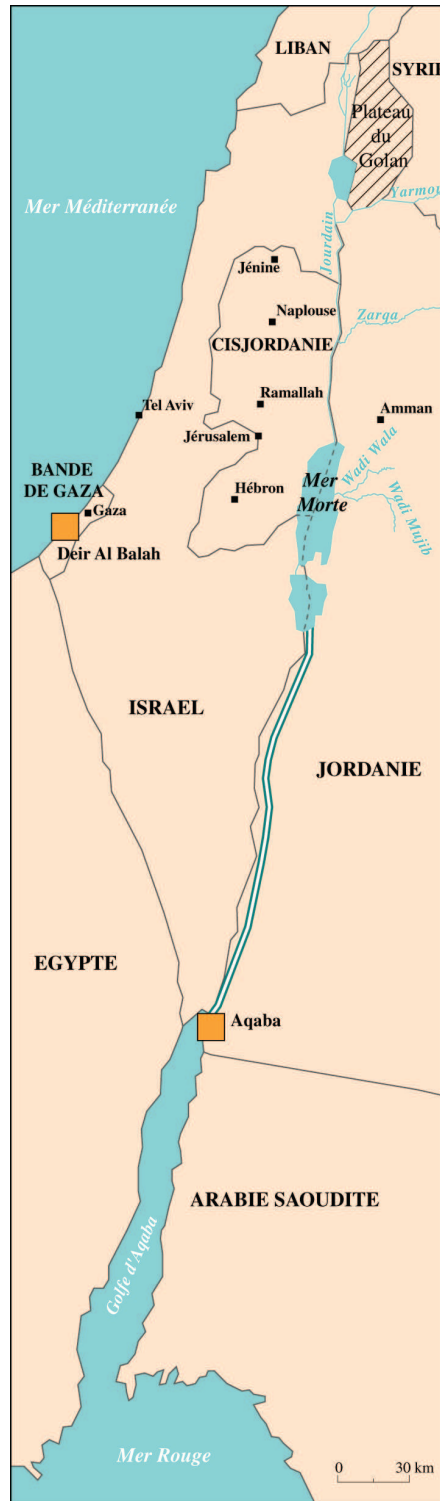 LIBAN
SYRIE
Plateau
du
Golan
Mer Méditerranée
Yarmou
Jourdain
Jénine
Naplouse
Zarga
CISJORDANIE
Ramallah
Tel Aviv
Amman
Jérusalem
Wadi Wala
BANDE
DE GAZA
Mer
Morte
Hébron
Wadi Mujib
Gaza
Deir Al Balah
ISRAEL
JORDANIE
EGYPTE
Aqaba
ARABIE SAOUDITE
Golfe d'Aqaba
Mer Rouge
0 30 km